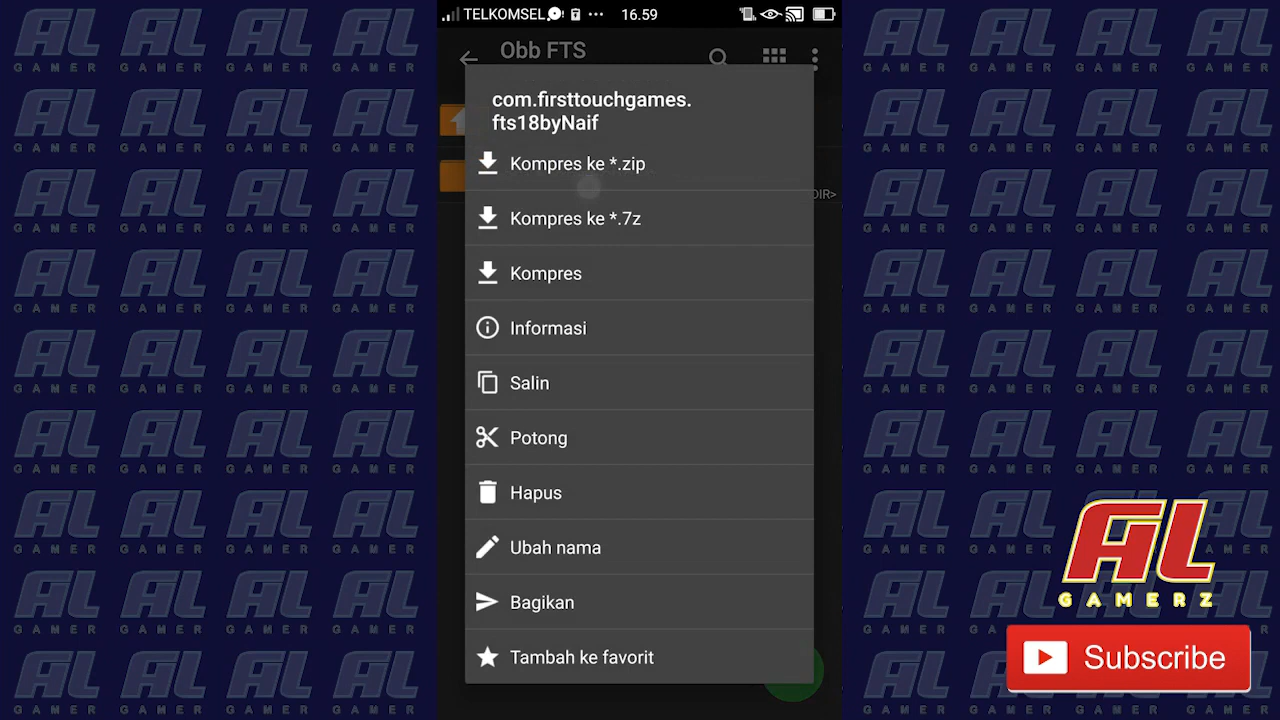 TELKOMSEL
16.59
Obb FTS
com.firsttouchgames.
fts18byNaif
Kompres ke *.zip
DIR>
Kompres ke *.7z
Kompres
Informasi
Salin
Potong
Hapus
Ubah nama
Bagikan
Tambah ke favorit
AL
GAMERZ
Subscribe